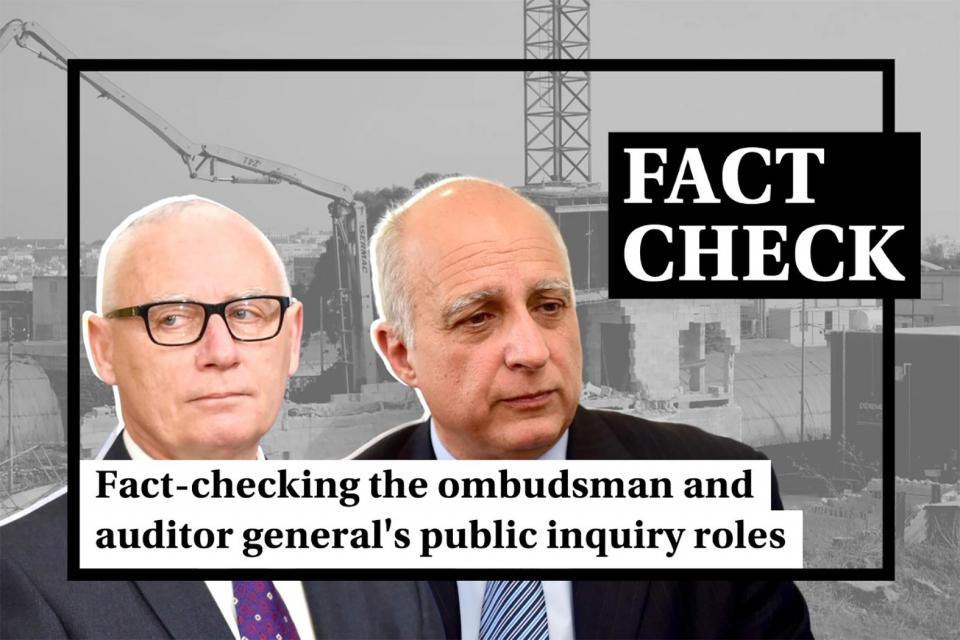 FACT
CHECK
Fact-checking the ombudsman and
auditor general's public inquiry roles